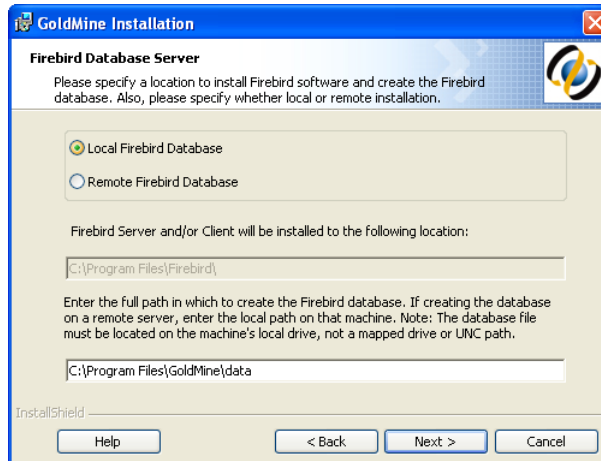 GoldMine Installation
Firebird Database Server
Please specify a location to install Firebird software and create the Firebird
database. Also, please specify whether local or remote installation.
Local Firebird Database
Remote Firebird Database
Firebird Server and/or Client will be installed to the following location:
C:\Program Files\Firebird\
Enter the full path in which to create the Firebird database. If creating the database
on a remote server, enter the local path on that machine. Note: The database file
must be located on the machine's local drive, not a mapped drive or UNC path.
C:\Program Files\GoldMine\data
InstallShield
Help
< Back
Next >
Cancel